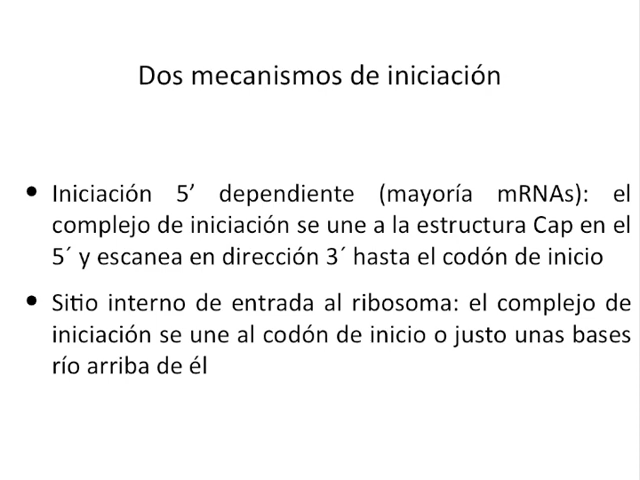 Dos mecanismos de iniciación
• Iniciación 5’ dependiente (mayoría mRNAs): el
complejo de iniciación se une a la estructura Cap en el
5´ y escanea en dirección 3´ hasta el codón de inicio
• Sitio interno de entrada al ribosoma: el complejo de
iniciación se une al codón de inicio o justo unas bases
río arriba de él